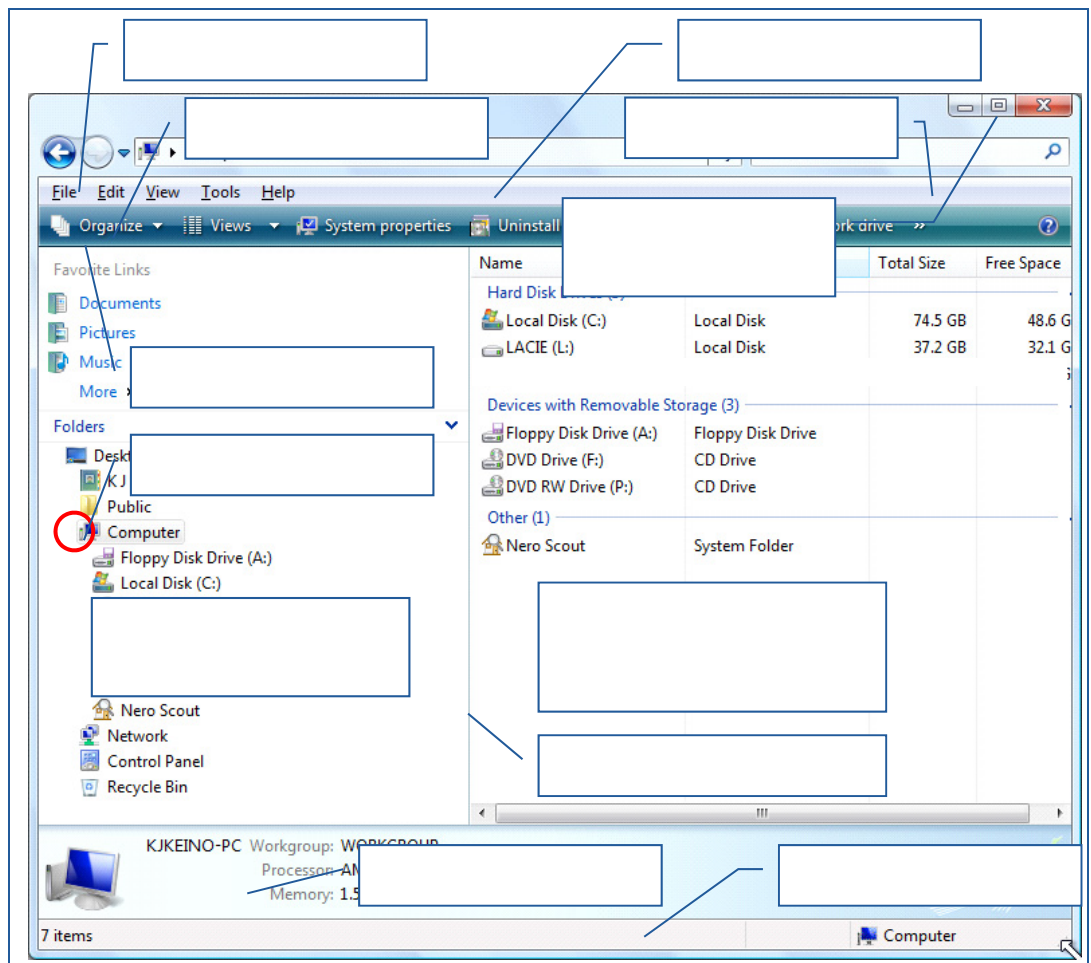 File Edit View Tools Help
Organize Views System properties Uninstall drive »
Favorite Links
Documents
Pictures
Music
More
Folders
Public
Computer
Floppy Disk Drive (A:)
Local Disk (C:)
Nero Scout
Network
Control Panel
Recycle Bin
Name Total Size Free Space
Hard Disk
Local Disk (C:) Local Disk 74.5 GB 48.6 G
LACIE (L:) Local Disk 37.2 GB 32.1 G
Devices with Removable Storage (3)
Floppy Disk Drive (A:) Floppy Disk Drive
DVD Drive (F:) CD Drive
DVD RW Drive (P:) CD Drive
Other (1)
Nero Scout System Folder
KJKEINO-PC Workgroup: WORKGROUP
Processor: AM
Memory: 1.5
7 items Computer